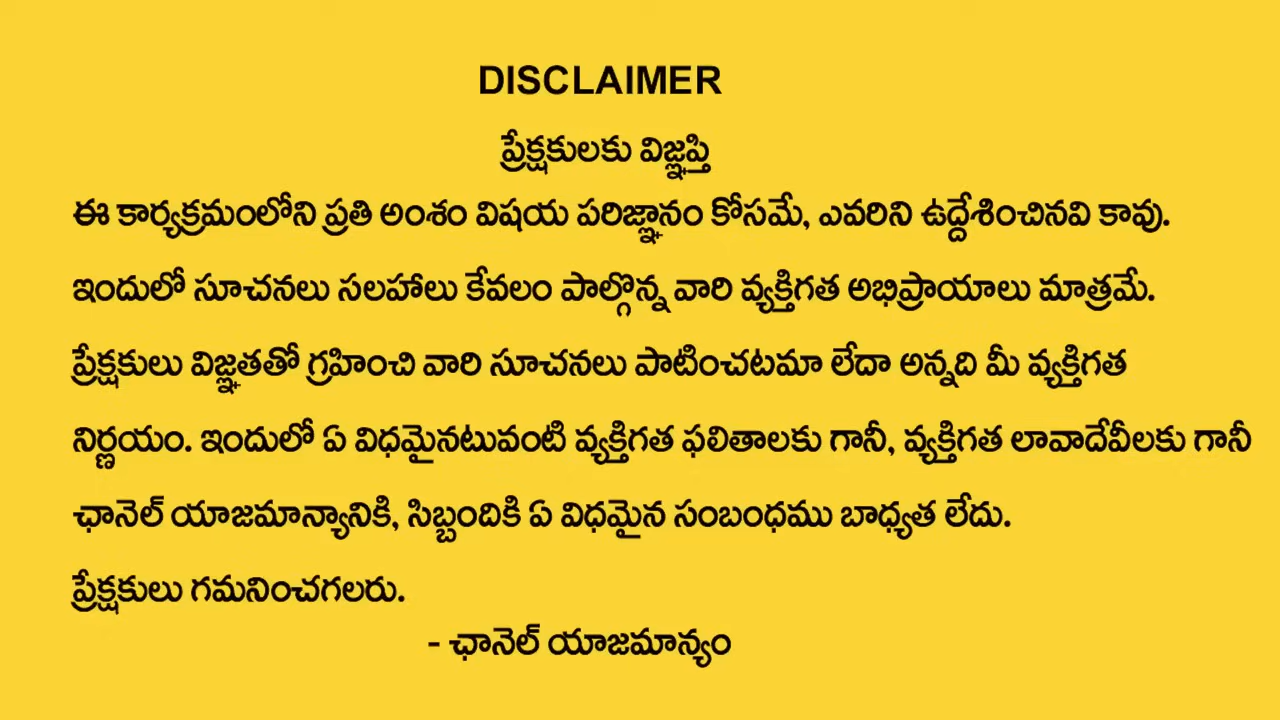 DISCLAIMER
ప్రేక్షకులకు విజ్ఞప్తి
ఈ కార్యక్రమంలోని ప్రతి అంశం విషయ పరిజ్ఞానం కోసమే, ఎవరిని ఉద్దేశించినవి కావు.
ఇందులో సూచనలు సలహాలు కేవలం పాల్గొన్న వారి వ్యక్తిగత అభిప్రాయాలు మాత్రమే.
ప్రేక్షకులు విజ్ఞతతో గ్రహించి వారి సూచనలు పాటించటమా లేదా అన్నది మీ వ్యక్తిగత
నిర్ణయం. ఇందులో ఏ విధమైనటువంటి వ్యక్తిగత ఫలితాలకు గానీ, వ్యక్తిగత లావాదేవీలకు గానీ
ఛానెల్ యాజమాన్యానికి, సిబ్బందికి ఏ విధమైన సంబంధము బాధ్యత లేదు.
ప్రేక్షకులు గమనించగలరు.
- ఛానెల్ యాజమాన్యం